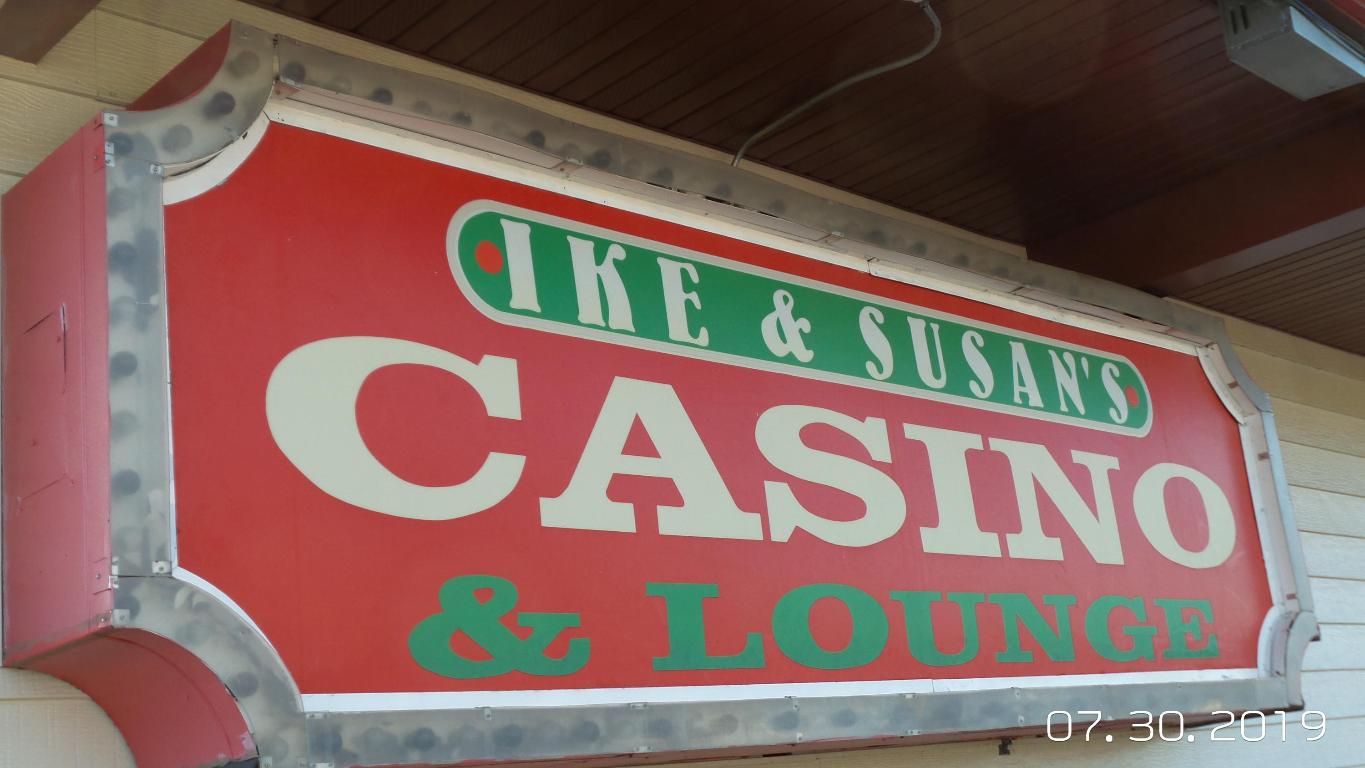 IKE & SUSAN'S
CASINO
& LOUNGE
07.30.2019